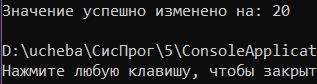 Значение успешно изменено на: 20
D:\ucheba\СисПрог\5\ConsoleApplicat
Нажмите любую клавишу, чтобы закрыт